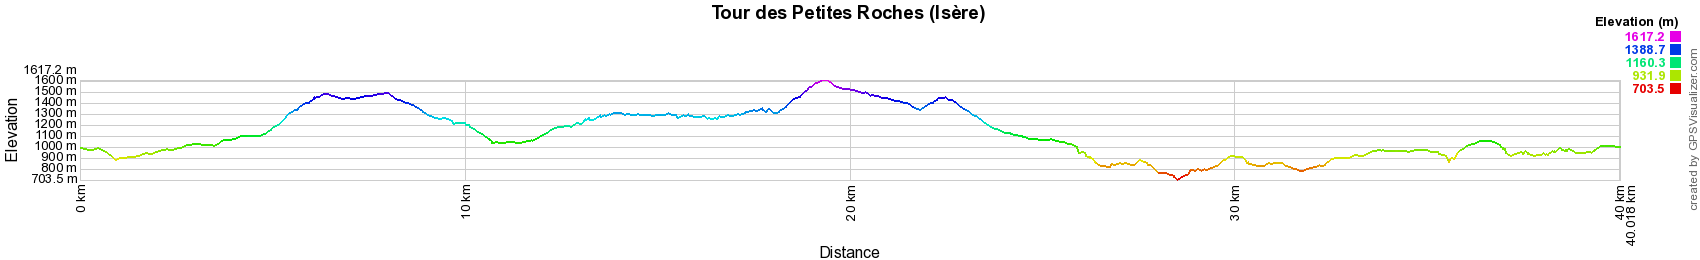 Tour des Petites Roches (Isère)
Elevation (m)
1617.2
1388.7
1160.3
931.9
703.5
1617.2 m
1600 m
1500 m
1400 m
1300 m
1200 m
1100 m
1000 m
900 m
800 m
703.5 m
Elevation
0 km
10 km
20 km
30 km
40 km
40.018 km
Distance
created by GPSVisualizer.com